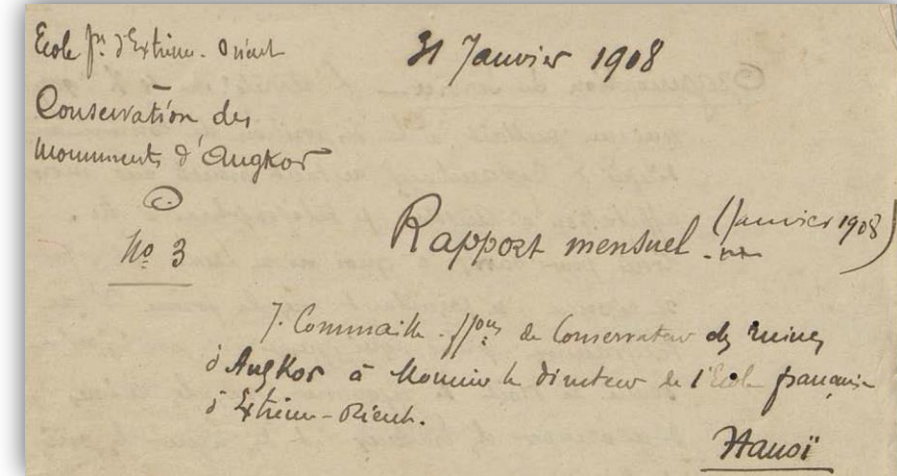 Ecole fse d'Extrême-Orient
31 Janvier 1908
Conservation des
Monuments d'Angkor
No 3
Rapport mensuel (Janvier 1908)
J. Commaille ffons de Conservateur des ruines
d'Angkor à Monsieur le Directeur de l'Ecole française
d'Extrême-Orient.
Hanoï